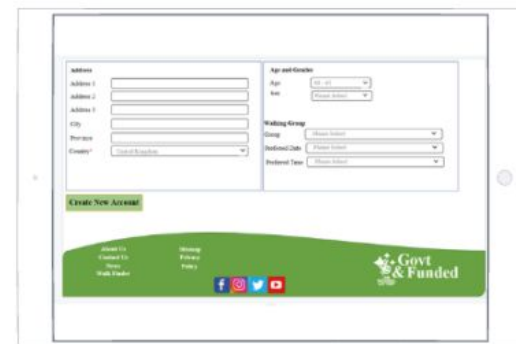 Address
Address 1
Address 2
Address 3
City
Province
Country* United Kingdom
Age and Gender
Age
Sex Please Select
Walking Group
Group Please Select
Preferred Date Please Select
Preferred Time Please Select
Create New Account
About Us
Contact Us
News
Walk Finder
Sitemap
Privacy
Policy
Govt
& Funded